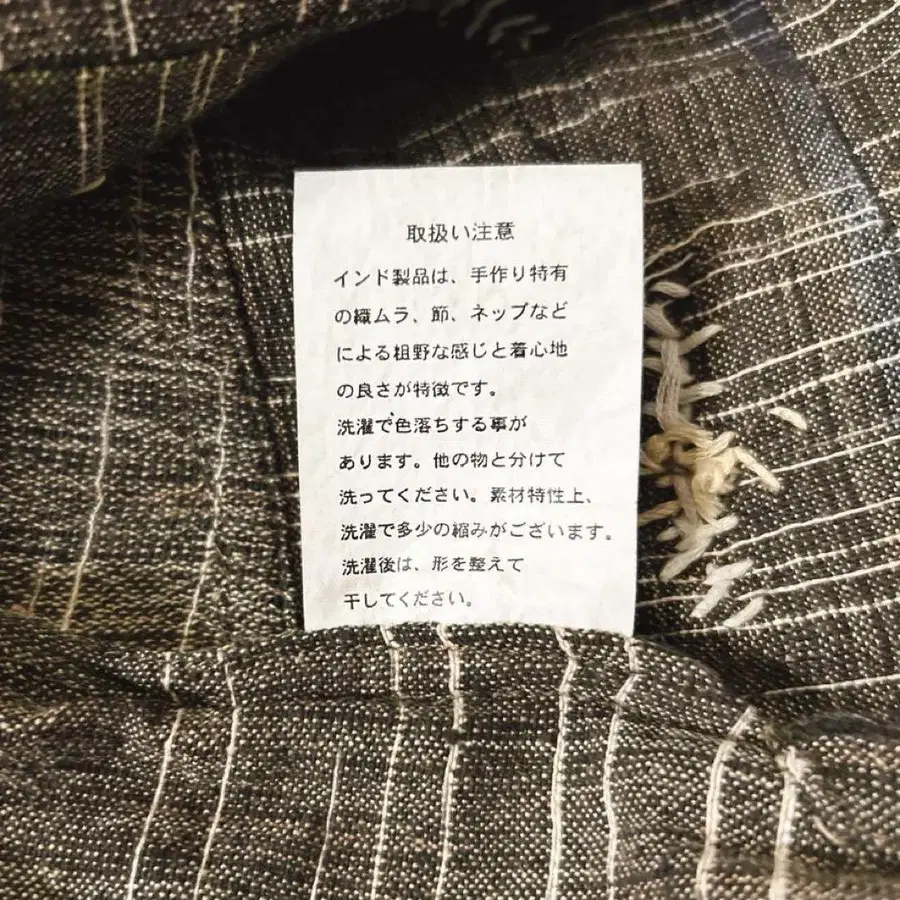 取扱い注意
インド製品は、手作り特有
の織ムラ、節、ネップなど
による粗野な感じと着心地
の良さが特徴です。
洗濯で色落ちする事が
あります。他の物と分けて
洗ってください。素材特性上、
洗濯で多少の縮みがございます。
洗濯後は、形を整えて
干してください。